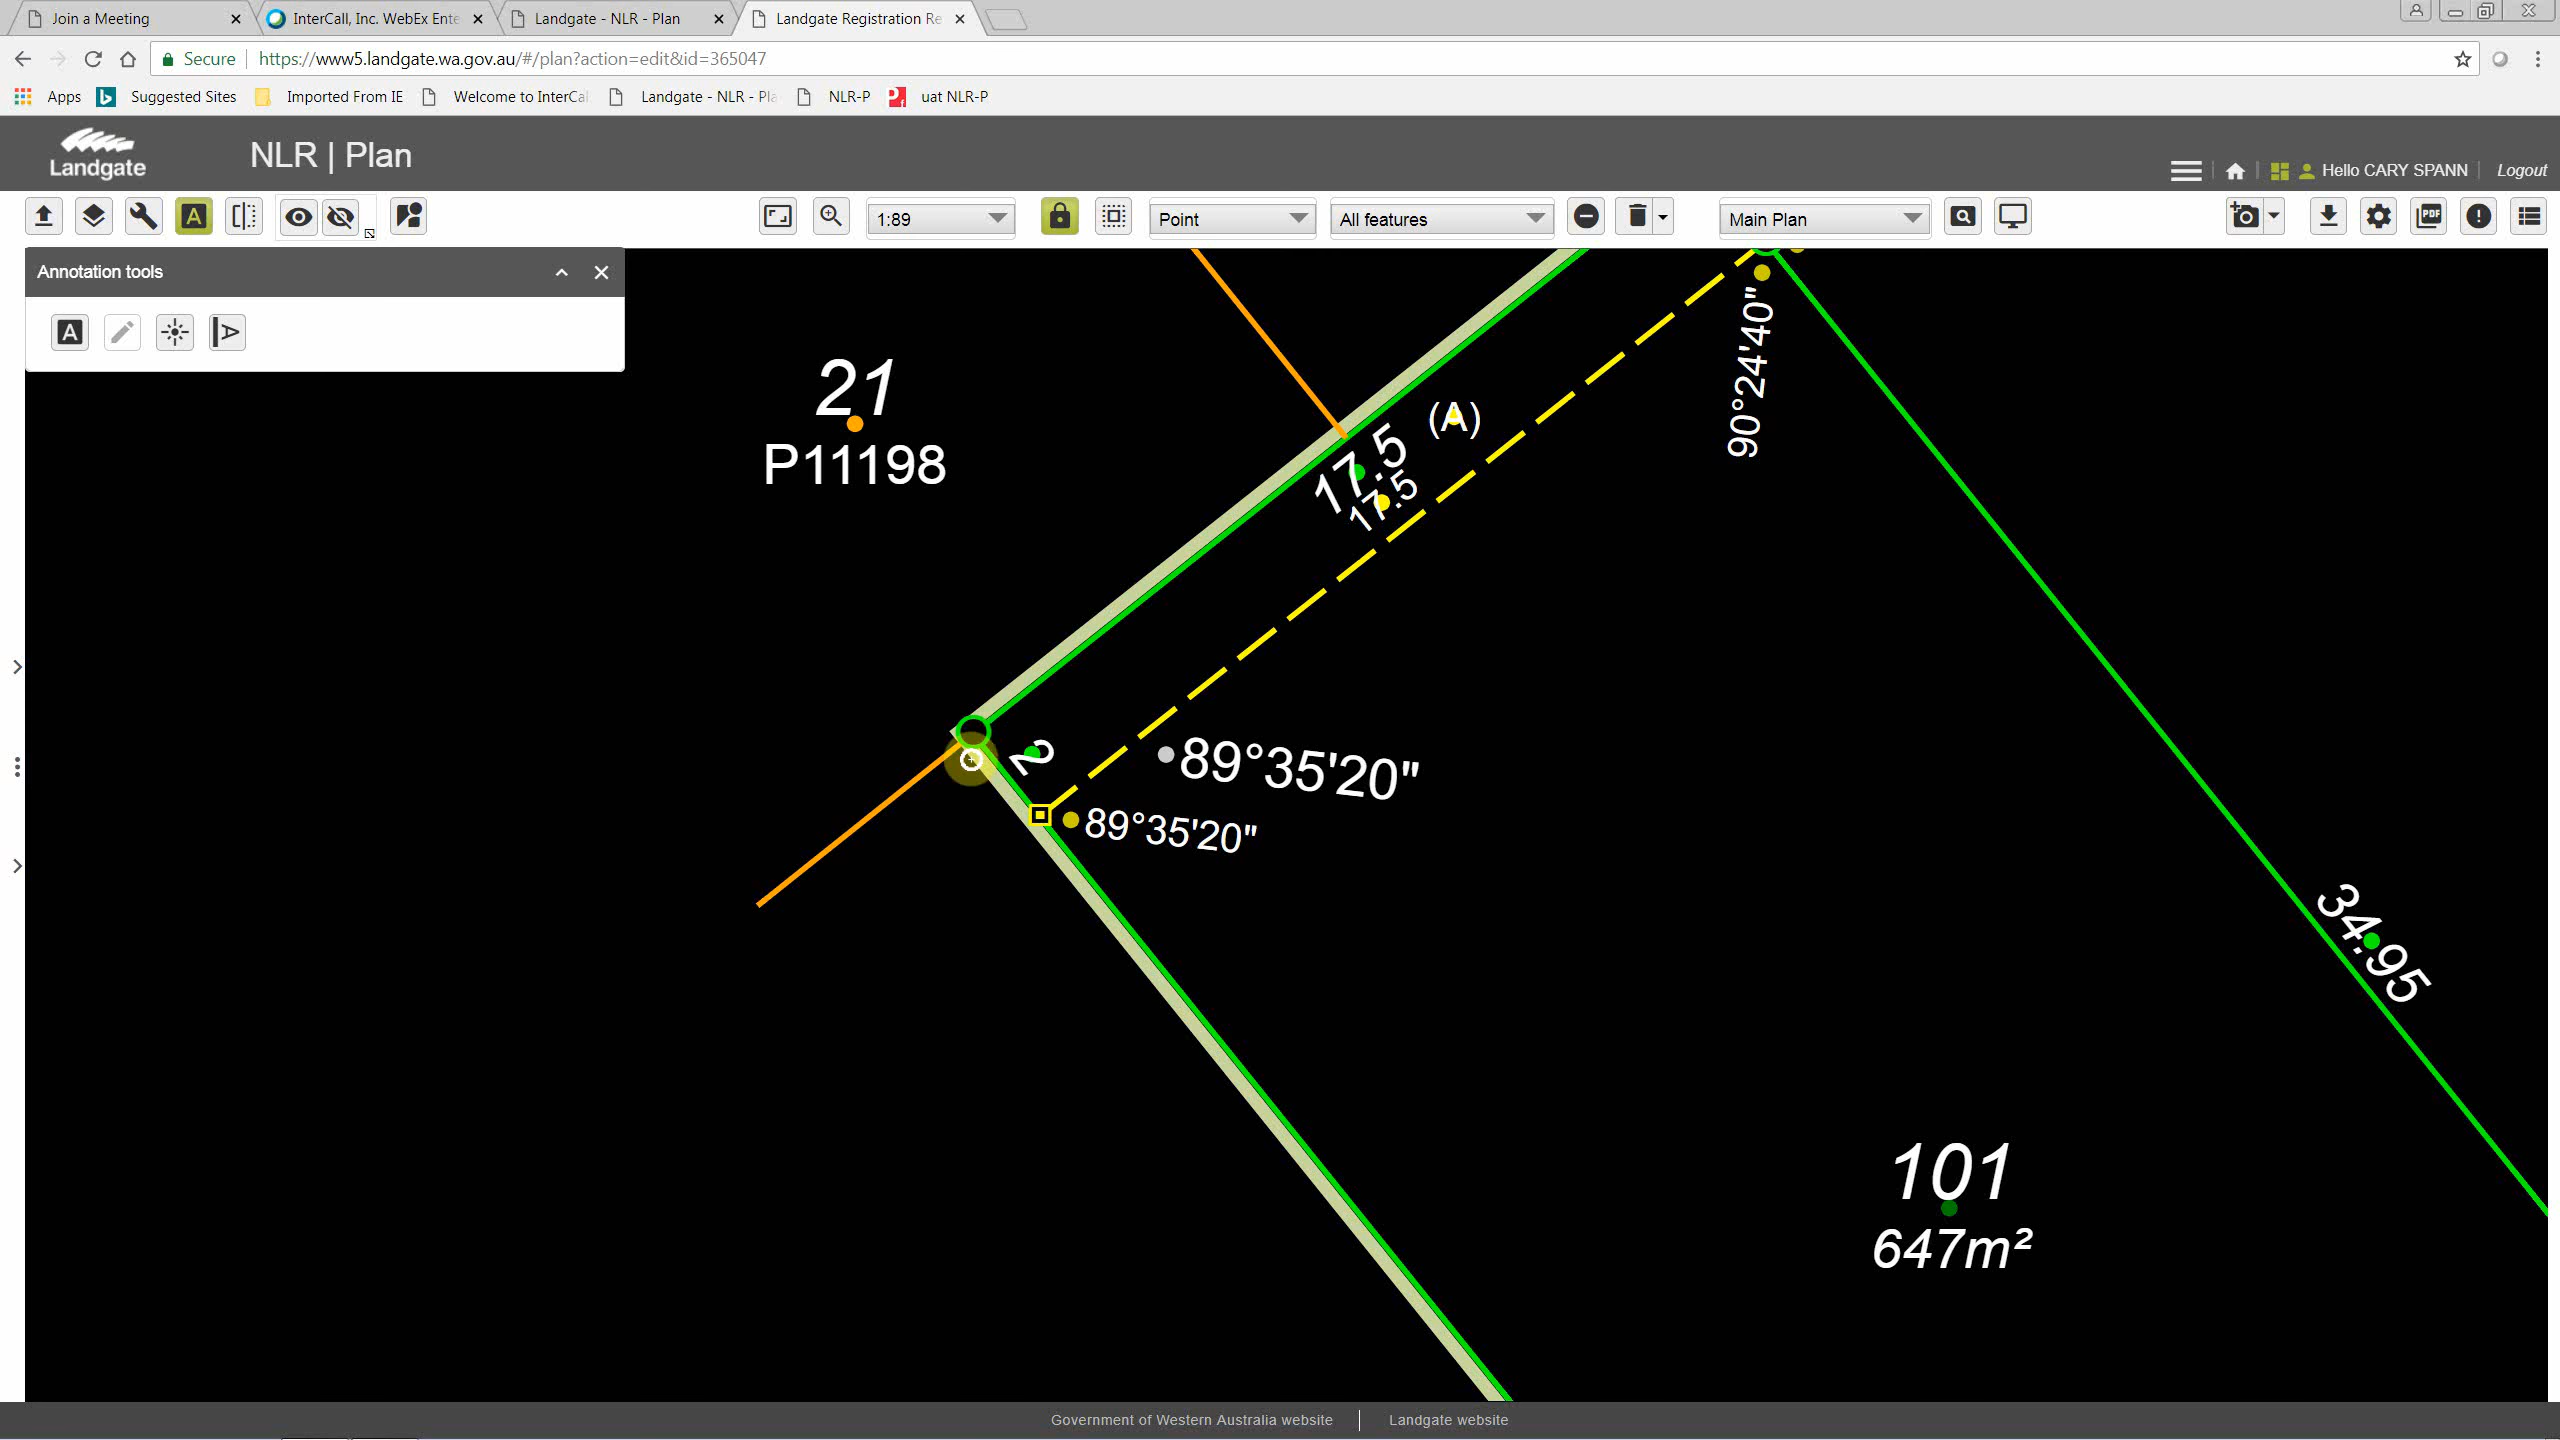 Join a Meeting
InterCall, Inc. WebEx Ente
Landgate - NLR - Plan
Landgate Registration Re
Secure
https://www5.landgate.wa.gov.au/#/plan?action=edit&id=365047
Apps
Suggested Sites
Imported From IE
Welcome to InterCal
Landgate - NLR - Pla
NLR-P
uat NLR-P
Landgate
NLR | Plan
Hello CARY SPANN
Logout
A
1:89
Point
All features
Main Plan
PDF
Annotation tools
A
A
21
P11198
(A)
17.5
17.5
90°24'40"
2
89°35'20"
89°35'20"
34.95
101
647m²
Government of Western Australia website
Landgate website